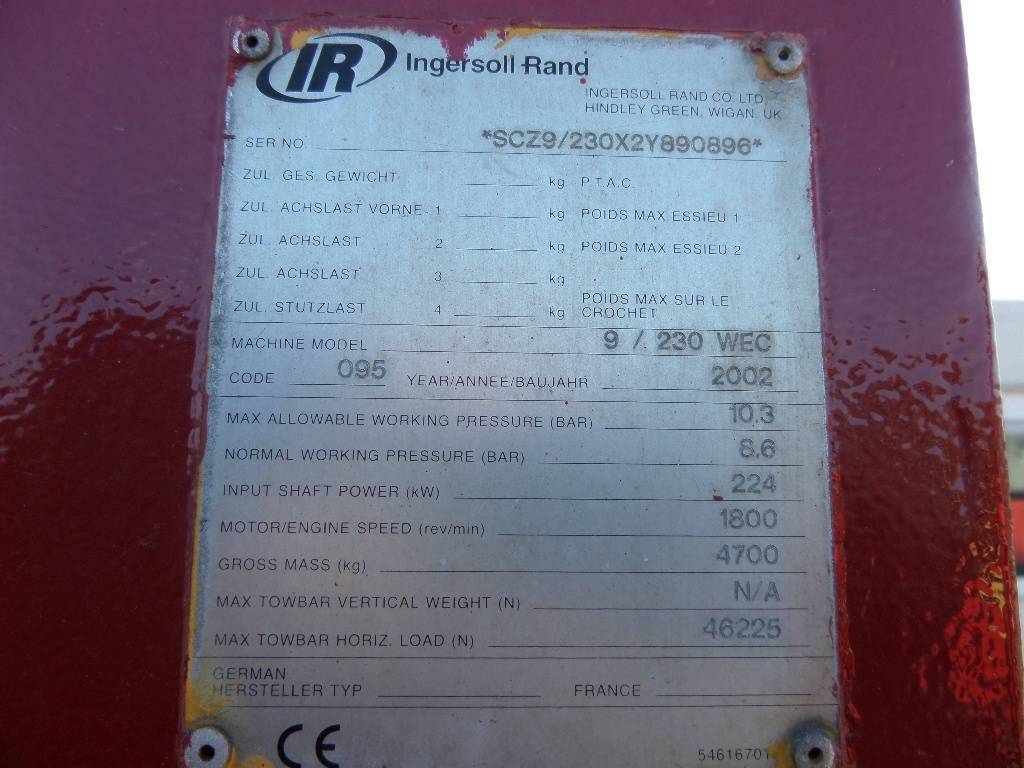 IR Ingersoll-Rand
INGERSOLL RAND CO. LTD.
HINDLEY GREEN, WIGAN, UK
SER NO *SCZ9/230X2Y890896*
ZUL. GES. GEWICHT kg P.T.A.C.
ZUL. ACHSLAST VORNE 1 kg POIDS MAX ESSIEU 1
ZUL. ACHSLAST 2 kg POIDS MAX ESSIEU 2
ZUL. ACHSLAST 3 kg
ZUL. STUTZLAST 4 kg POIDS MAX SUR LE CROCHET
MACHINE MODEL 9 / 230 WEC
CODE 095 YEAR/ANNEE/BAUJAHR 2002
MAX ALLOWABLE WORKING PRESSURE (BAR) 10.3
NORMAL WORKING PRESSURE (BAR) 8.6
INPUT SHAFT POWER (kW) 224
MOTOR/ENGINE SPEED (rev/min) 1800
GROSS MASS (kg) 4700
MAX TOWBAR VERTICAL WEIGHT (N) N/A
MAX TOWBAR HORIZ. LOAD (N) 46225
GERMAN
HERSTELLER TYP FRANCE
CE 54616701